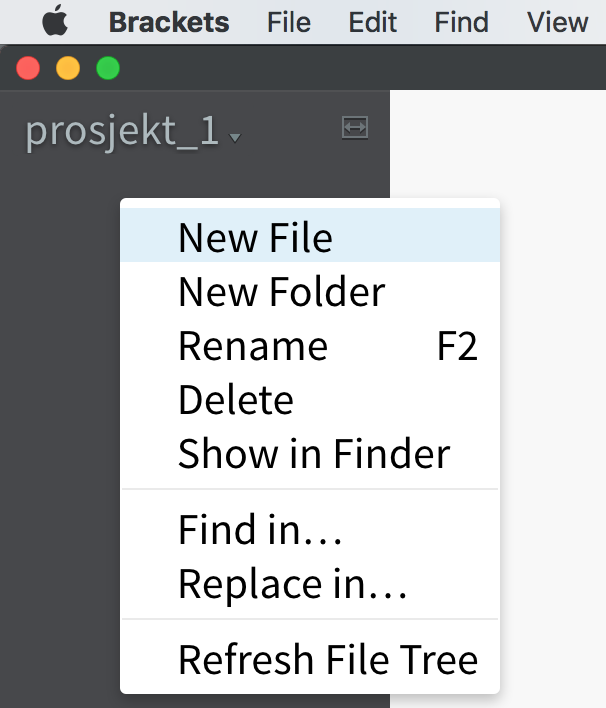 Brackets File Edit Find View
prosjekt_1
New File
New Folder
Rename F2
Delete
Show in Finder
Find in…
Replace in…
Refresh File Tree